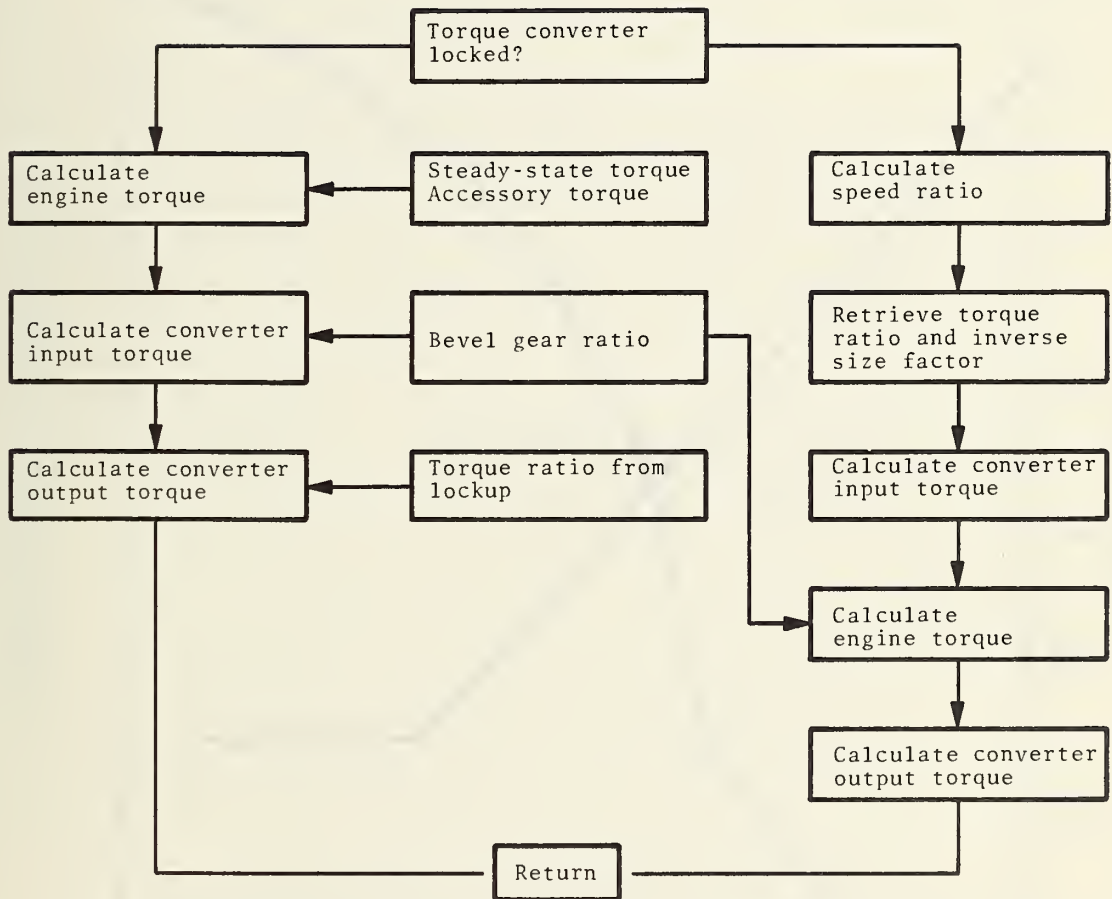 Torque converter
locked?
Calculate
engine torque
Steady-state torque
Accessory torque
Calculate
speed ratio
Calculate converter
input torque
Bevel gear ratio
Retrieve torque
ratio and inverse
size factor
Calculate converter
output torque
Torque ratio from
lockup
Calculate converter
input torque
Calculate
engine torque
Calculate converter
output torque
Return